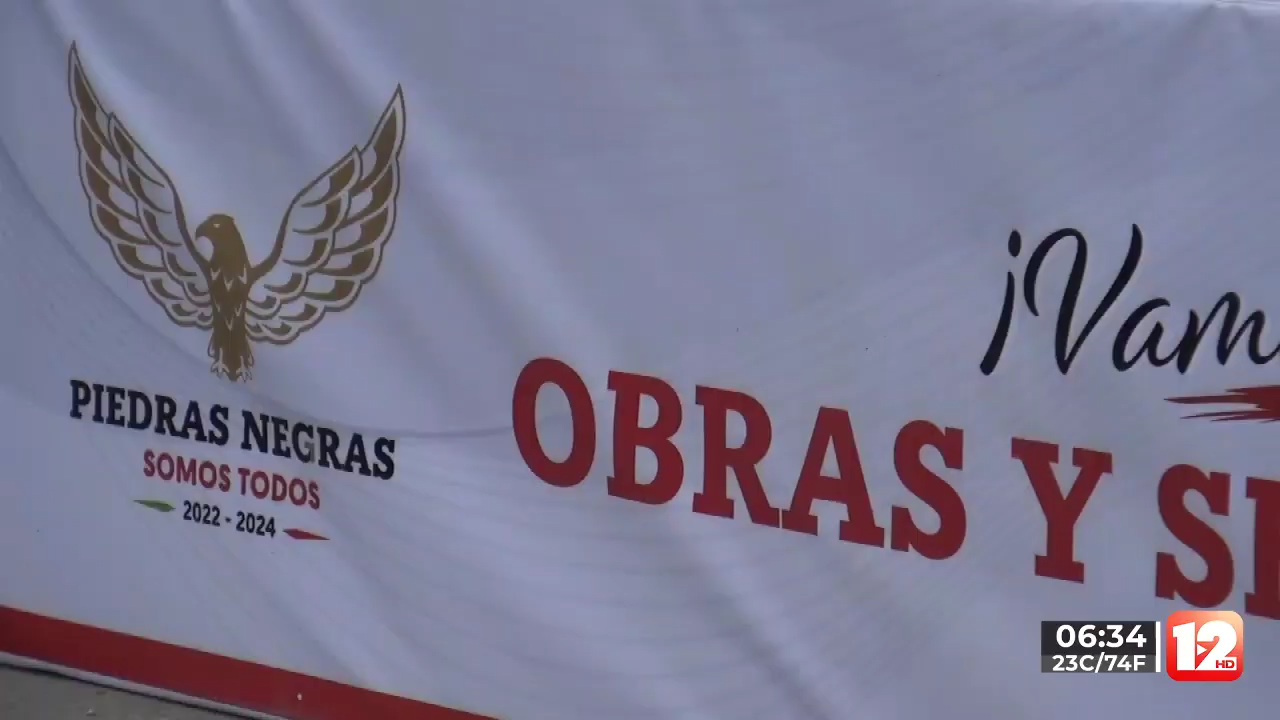 PIEDRAS NEGRAS
SOMOS TODOS
2022 - 2024
¡Vam
OBRAS Y S
06:34
23C/74F
12
HD